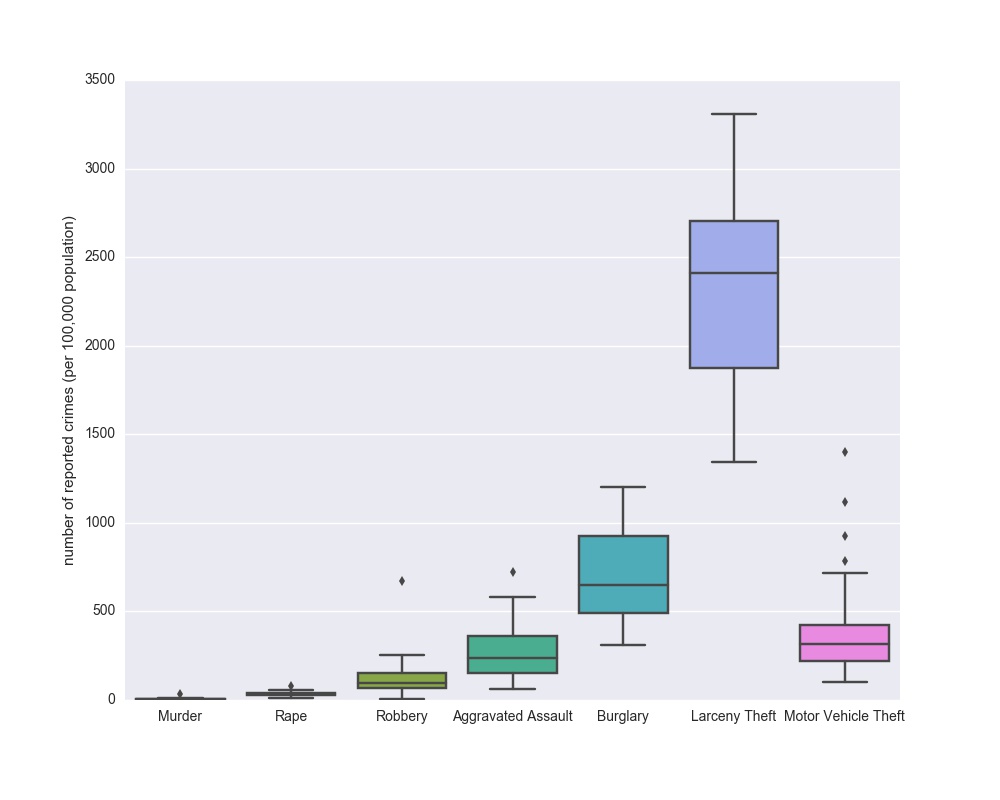 number of reported crimes (per 100,000 population)
3500
3000
2500
2000
1500
1000
500
0
Murder
Rape
Robbery
Aggravated Assault
Burglary
Larceny Theft
Motor Vehicle Theft